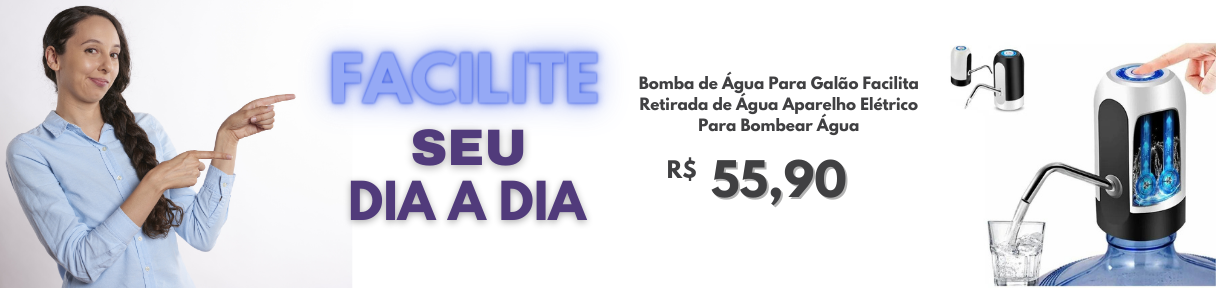 FACILITE
SEU
DIA A DIA
Bomba de Água Para Galão Facilita
Retirada de Água Aparelho Elétrico
Para Bombear Água
R$ 55,90